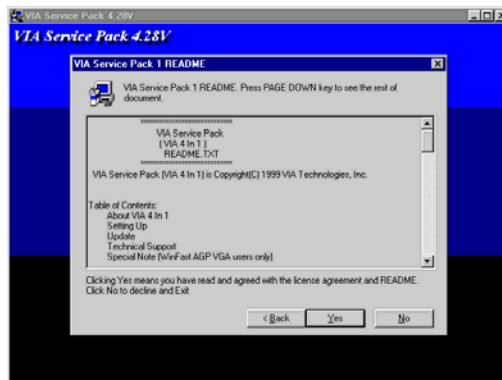 VIA Service Pack 4.28V
VIA Service Pack 4.28V
VIA Service Pack 1 README
VIA Service Pack 1 README. Press PAGE DOWN key to see the rest of
document.
==============================
VIA Service Pack
( VIA 4 In 1 )
README.TXT
==============================
VIA Service Pack (VIA 4 In 1) is Copyright(C) 1999 VIA Technologies, Inc.
Table of Contents:
About VIA 4 In 1
Setting Up
Update
Technical Support
Special Note (WinFast AGP VGA users only)
Clicking Yes means you have read and agreed with the license agreement and README.
Click No to decline and Exit
< Back
Yes
No